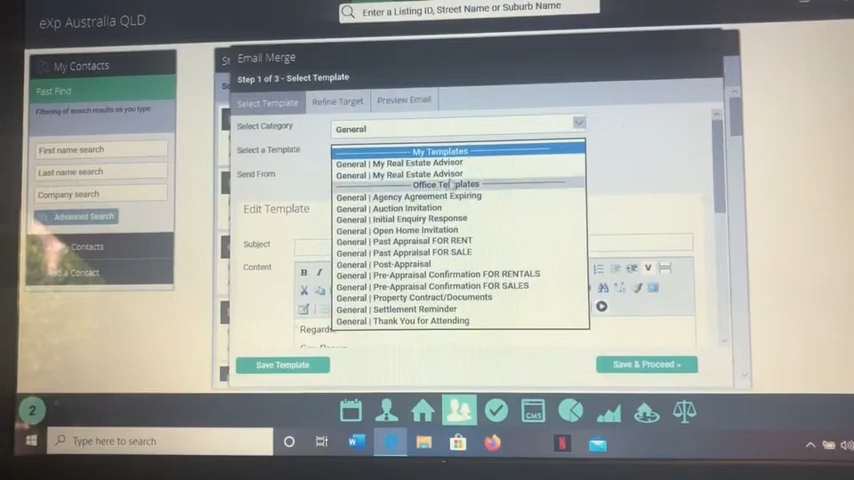 eXp Australia QLD
Enter a Listing ID, Street Name or Suburb Name
My Contacts
Fast Find
Filtering of search results as you type
First name search
Last name search
Company search
Advanced Search
Contacts
Add a Contact
Email Merge
Step 1 of 3 - Select Template
Select Template
Refine Target
Preview Email
Select Category
General
Select a Template
Send From
My Templates
General | My Real Estate Advisor
General | My Real Estate Advisor
Office Templates
General | Agency Agreement Expiring
General | Auction Invitation
General | Initial Enquiry Response
General | Open Home Invitation
General | Past Appraisal FOR RENT
General | Past Appraisal FOR SALE
General | Post-Appraisal
General | Pre-Appraisal Confirmation FOR RENTALS
General | Pre-Appraisal Confirmation FOR SALES
General | Property Contract/Documents
General | Settlement Reminder
General | Thank You for Attending
Edit Template
Subject
Content
B I
Regards,
Save Template
Save & Proceed
2
CMS
Type here to search